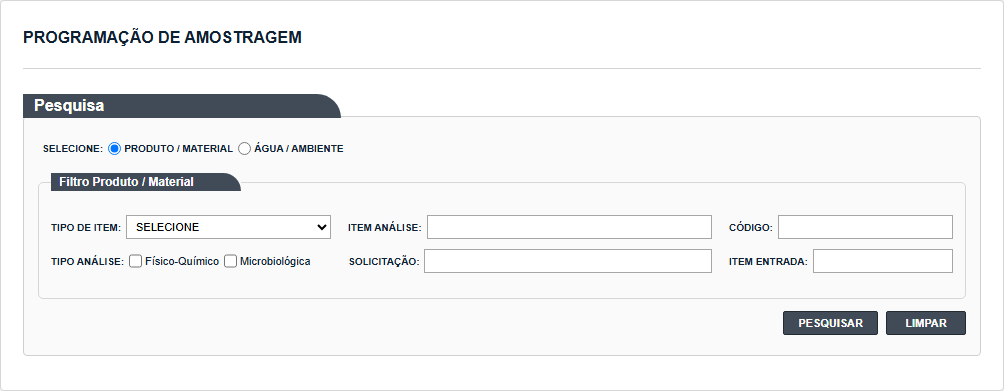 PROGRAMAÇÃO DE AMOSTRAGEM
Pesquisa
SELECIONE: PRODUTO / MATERIAL ÁGUA / AMBIENTE
Filtro Produto / Material
TIPO DE ITEM: SELECIONE ITEM ANÁLISE: CÓDIGO:
TIPO ANÁLISE: Físico-Químico Microbiológica SOLICITAÇÃO: ITEM ENTRADA:
PESQUISAR LIMPAR